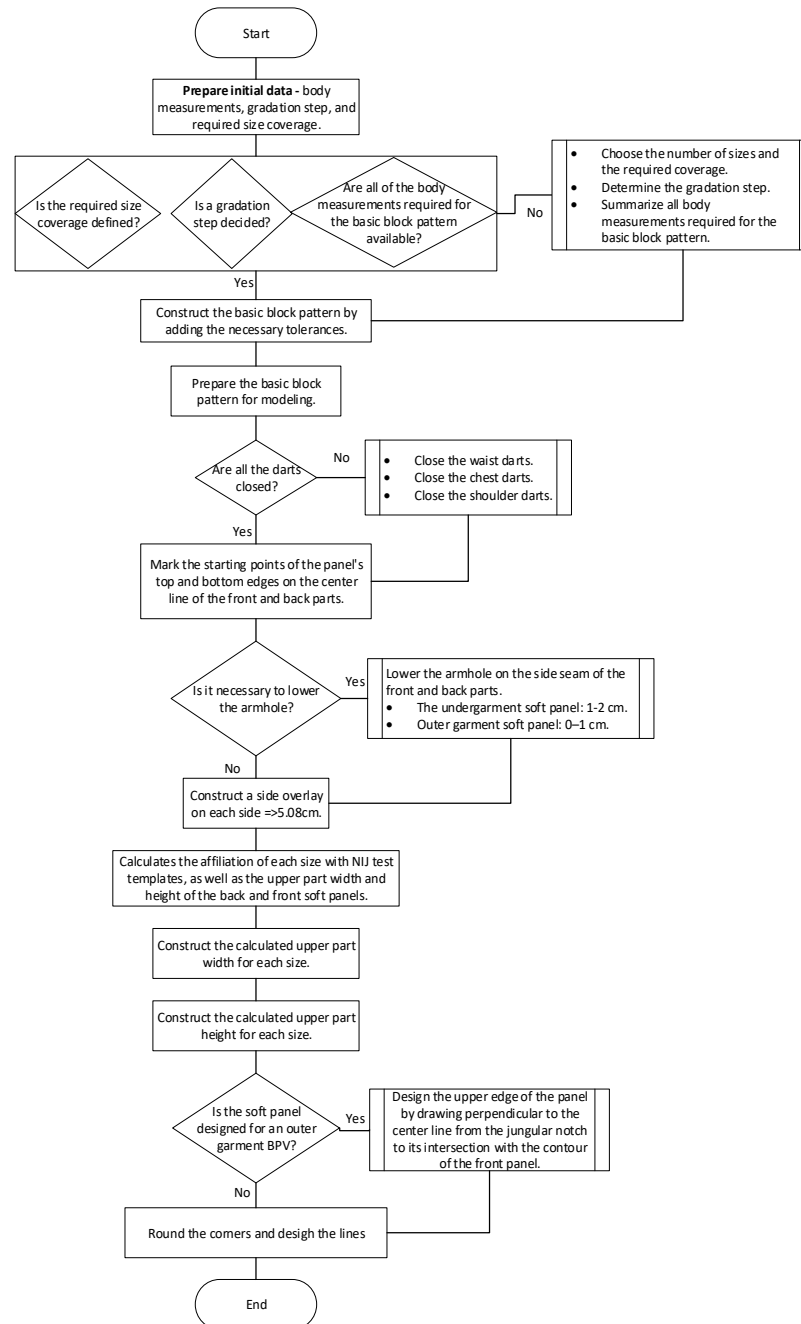 Start
Prepare initial data - body
measurements, gradation step, and
required size coverage.
Is the required size
coverage defined?
Is a gradation
step decided?
Are all of the body
measurements required for
the basic block pattern
available?
No
• Choose the number of sizes and
the required coverage.
• Determine the gradation step.
• Summarize all body
measurements required for the
basic block pattern.
Yes
Construct the basic block pattern by
adding the necessary tolerances.
Prepare the basic block
pattern for modeling.
Are all the darts
closed?
No
• Close the waist darts.
• Close the chest darts.
• Close the shoulder darts.
Yes
Mark the starting points of the panel's
top and bottom edges on the center
line of the front and back parts.
Is it necessary to lower
the armhole?
Yes
Lower the armhole on the side seam of the
front and back parts.
• The undergarment soft panel: 1-2 cm.
• Outer garment soft panel: 0–1 cm.
No
Construct a side overlay
on each side =>5.08cm.
Calculates the affiliation of each size with NIJ test
templates, as well as the upper part width and
height of the back and front soft panels.
Construct the calculated upper part
width for each size.
Construct the calculated upper part
height for each size.
Is the soft panel
designed for an outer
garment BPV?
Yes
Design the upper edge of the panel
by drawing perpendicular to the
center line from the jungular notch
to its intersection with the contour
of the front panel.
No
Round the corners and desigh the lines
End